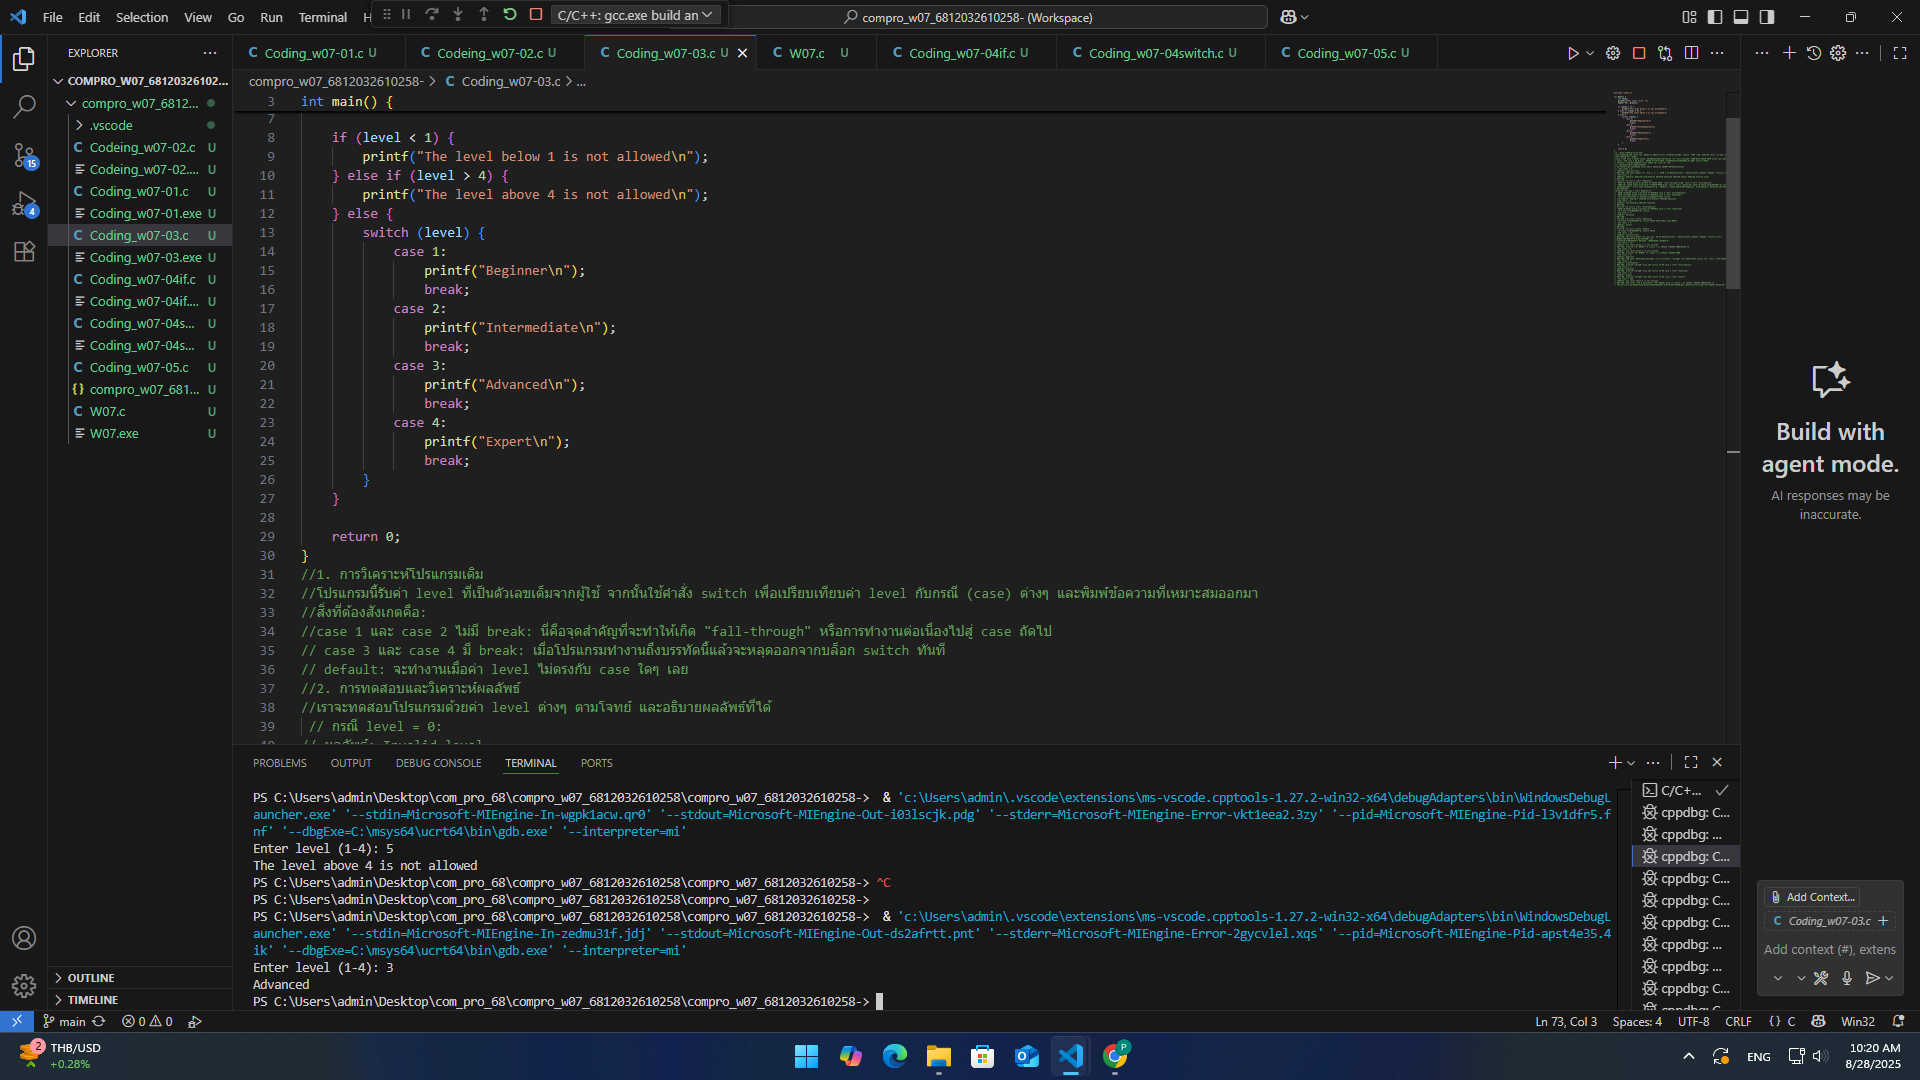 File Edit Selection View Go Run Terminal H
C/C++: gcc.exe build an
compro_w07_6812032610258- (Workspace)
EXPLORER
COMPRO_W07_68120326102...
compro_w07_6812...
.vscode
Codeing_w07-02.c U
Codeing_w07-02.... U
Coding_w07-01.c U
Coding_w07-01.exe U
Coding_w07-03.c U
Coding_w07-03.exe U
Coding_w07-04if.c U
Coding_w07-04if.... U
Coding_w07-04s... U
Coding_w07-04s... U
Coding_w07-05.c U
{} compro_w07_681... U
W07.c U
W07.exe U
OUTLINE
TIMELINE
15
4
Coding_w07-01.c U Codeing_w07-02.c U Coding_w07-03.c U W07.c U Coding_w07-04if.c U Coding_w07-04switch.c U Coding_w07-05.c U
compro_w07_6812032610258- > C Coding_w07-03.c > ...
3 int main() {
7
8 if (level < 1) {
9 printf("The level below 1 is not allowed\n");
10 } else if (level > 4) {
11 printf("The level above 4 is not allowed\n");
12 } else {
13 switch (level) {
14 case 1:
15 printf("Beginner\n");
16 break;
17 case 2:
18 printf("Intermediate\n");
19 break;
20 case 3:
21 printf("Advanced\n");
22 break;
23 case 4:
24 printf("Expert\n");
25 break;
26 }
27 }
28
29 return 0;
30 }
31 //1. การวิเคราะห์โปรแกรมเดิม
32 //โปรแกรมนี้รับค่า level ที่เป็นตัวเลขเต็มจากผู้ใช้ จากนั้นใช้คำสั่ง switch เพื่อเปรียบเทียบค่า level กับกรณี (case) ต่างๆ และพิมพ์ข้อความที่เหมาะสมออกมา
33 //สิ่งที่ต้องสังเกตคือ:
34 //case 1 และ case 2 ไม่มี break: นี่คือจุดสำคัญที่จะทำให้เกิด "fall-through" หรือการทำงานต่อเนื่องไปสู่ case ถัดไป
35 // case 3 และ case 4 มี break: เมื่อโปรแกรมทำงานถึงบรรทัดนี้แล้วจะหลุดออกจากบล็อก switch ทันที
36 // default: จะทำงานเมื่อค่า level ไม่ตรงกับ case ใดๆ เลย
37 //2. การทดสอบและวิเคราะห์ผลลัพธ์
38 //เราจะทดสอบโปรแกรมด้วยค่า level ต่างๆ ตามโจทย์ และอธิบายผลลัพธ์ที่ได้
39 // กรณี level = 0:
PROBLEMS OUTPUT DEBUG CONSOLE TERMINAL PORTS
PS C:\Users\admin\Desktop\com_pro_68\compro_w07_6812032610258\compro_w07_6812032610258-> & 'c:\Users\admin\.vscode\extensions\ms-vscode.cpptools-1.27.2-win32-x64\debugAdapters\bin\WindowsDebugL
auncher.exe' '--stdin=Microsoft-MIEngine-In-wgpk1acw.qr0' '--stdout=Microsoft-MIEngine-Out-i03lscjk.pdg' '--stderr=Microsoft-MIEngine-Error-vkt1eea2.3zy' '--pid=Microsoft-MIEngine-Pid-l3v1dfr5.f
nf' '--dbgExe=C:\msys64\ucrt64\bin\gdb.exe' '--interpreter=mi'
Enter level (1-4): 5
The level above 4 is not allowed
PS C:\Users\admin\Desktop\com_pro_68\compro_w07_6812032610258\compro_w07_6812032610258-> ^C
PS C:\Users\admin\Desktop\com_pro_68\compro_w07_6812032610258\compro_w07_6812032610258->
PS C:\Users\admin\Desktop\com_pro_68\compro_w07_6812032610258\compro_w07_6812032610258-> & 'c:\Users\admin\.vscode\extensions\ms-vscode.cpptools-1.27.2-win32-x64\debugAdapters\bin\WindowsDebugL
auncher.exe' '--stdin=Microsoft-MIEngine-In-zedmu31f.jdj' '--stdout=Microsoft-MIEngine-Out-ds2afrtt.pnt' '--stderr=Microsoft-MIEngine-Error-2gycvlel.xqs' '--pid=Microsoft-MIEngine-Pid-apst4e35.4
ik' '--dbgExe=C:\msys64\ucrt64\bin\gdb.exe' '--interpreter=mi'
Enter level (1-4): 3
Advanced
PS C:\Users\admin\Desktop\com_pro_68\compro_w07_6812032610258\compro_w07_6812032610258->
C/C+...
cppdbg: C...
cppdbg: ...
cppdbg: C...
cppdbg: C...
cppdbg: C...
cppdbg: C...
cppdbg: ...
cppdbg: ...
cppdbg: C...
Build with
agent mode.
AI responses may be
inaccurate.
Add Context...
C Coding_w07-03.c +
Add context (#), extens
main 0 0 Ln 73, Col 3 Spaces: 4 UTF-8 CRLF {} C Win32
2
THB/USD
+0.28%
P
ENG
10:20 AM
8/28/2025